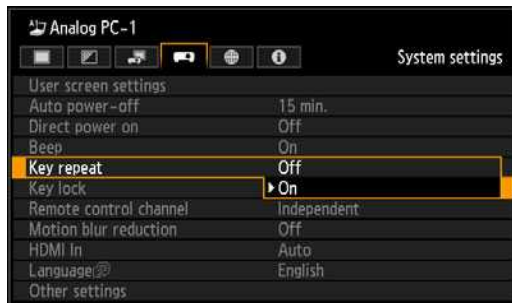 Analog PC-1
System settings
User screen settings
Auto power-off 15 min.
Direct power on Off
Beep On
Key repeat Off
Key lock On
Remote control channel Independent
Motion blur reduction Off
HDMI In Auto
Language English
Other settings